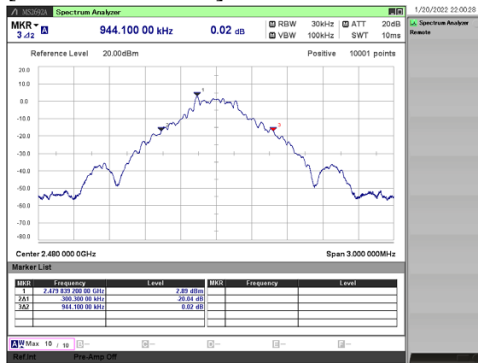 MS2692A Spectrum Analyzer
1/20/2022 22:00:28
MKR
3 Δ2
944.100 00 kHz
0.02 dB
RBW 30kHz
ATT 20dB
VBW 100kHz
SWT 10ms
Spectrum Analyzer
Remote
Reference Level 20.00dBm
Positive 10001 points
20.0
10.0
0.0
-10.0
-20.0
-30.0
-40.0
-50.0
-60.0
-70.0
-80.0
1
2
3
Center 2.480 000 0GHz
Span 3.000 000MHz
Marker List
MKR Frequency Level MKR Frequency Level
1 2.479 839 200 00 GHz 2.89 dBm
2Δ1 -300.300 00 kHz -20.04 dB
3Δ2 944.100 00 kHz 0.02 dB
A Max 10 / 10
Ref.Int Pre-Amp Off